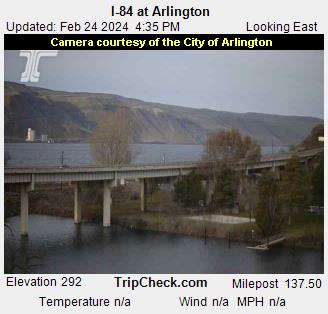 I-84 at Arlington
Updated: Feb 24 2024 4:35 PM Looking East
Camera courtesy of the City of Arlington
Elevation 292 TripCheck.com Milepost 137.50
Temperature n/a Wind n/a MPH n/a